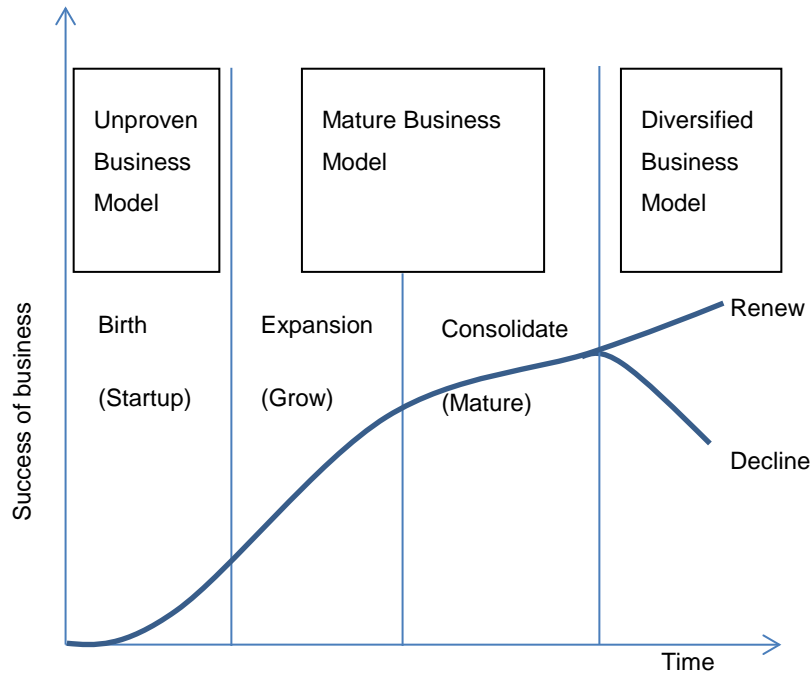 Unproven
Business
Model
Mature Business
Model
Diversified
Business
Model
Birth
(Startup)
Expansion
(Grow)
Consolidate
(Mature)
Renew
Decline
Success of business
Time